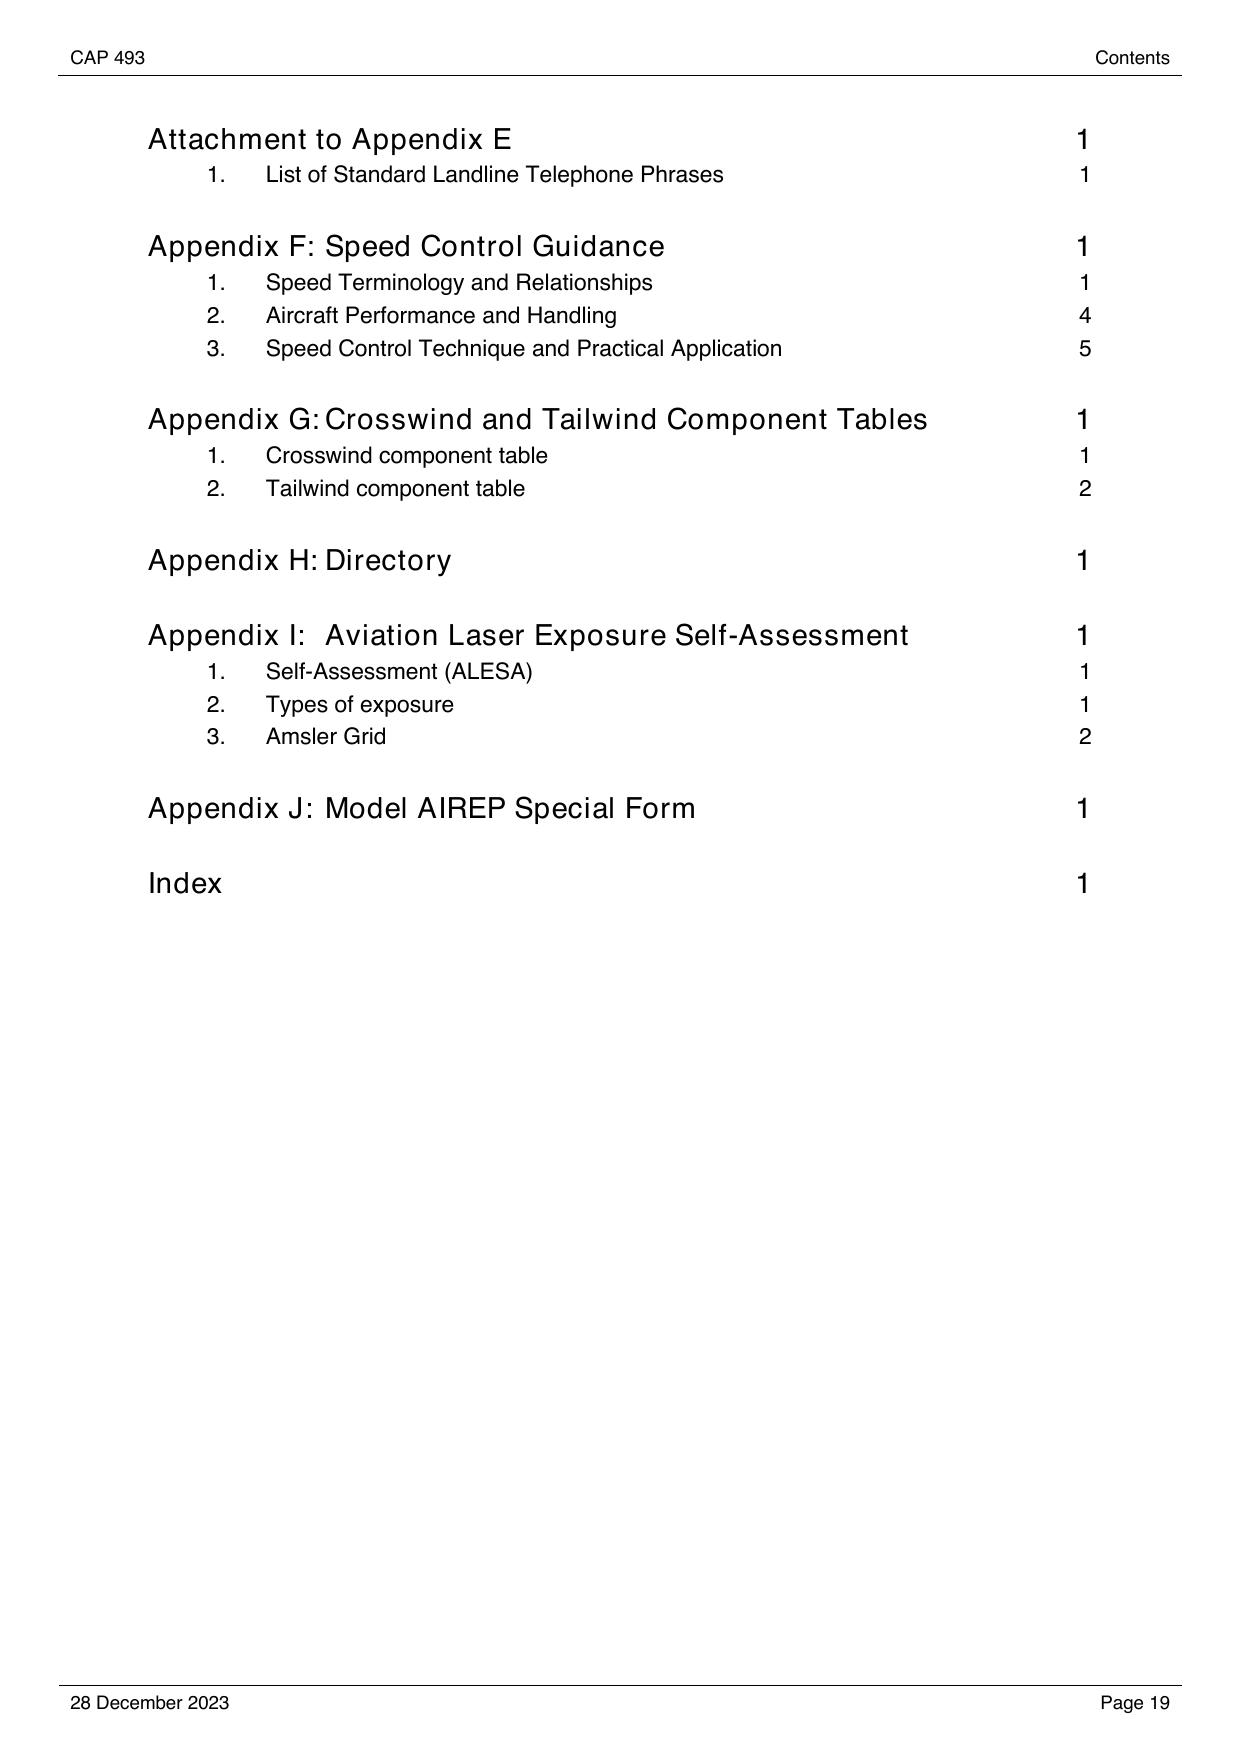 CAP 493 Contents
Attachment to Appendix E 1
1. List of Standard Landline Telephone Phrases 1
Appendix F: Speed Control Guidance 1
1. Speed Terminology and Relationships 1
2. Aircraft Performance and Handling 4
3. Speed Control Technique and Practical Application 5
Appendix G: Crosswind and Tailwind Component Tables 1
1. Crosswind component table 1
2. Tailwind component table 2
Appendix H: Directory 1
Appendix I: Aviation Laser Exposure Self-Assessment 1
1. Self-Assessment (ALESA) 1
2. Types of exposure 1
3. Amsler Grid 2
Appendix J: Model AIREP Special Form 1
Index 1
28 December 2023 Page 19